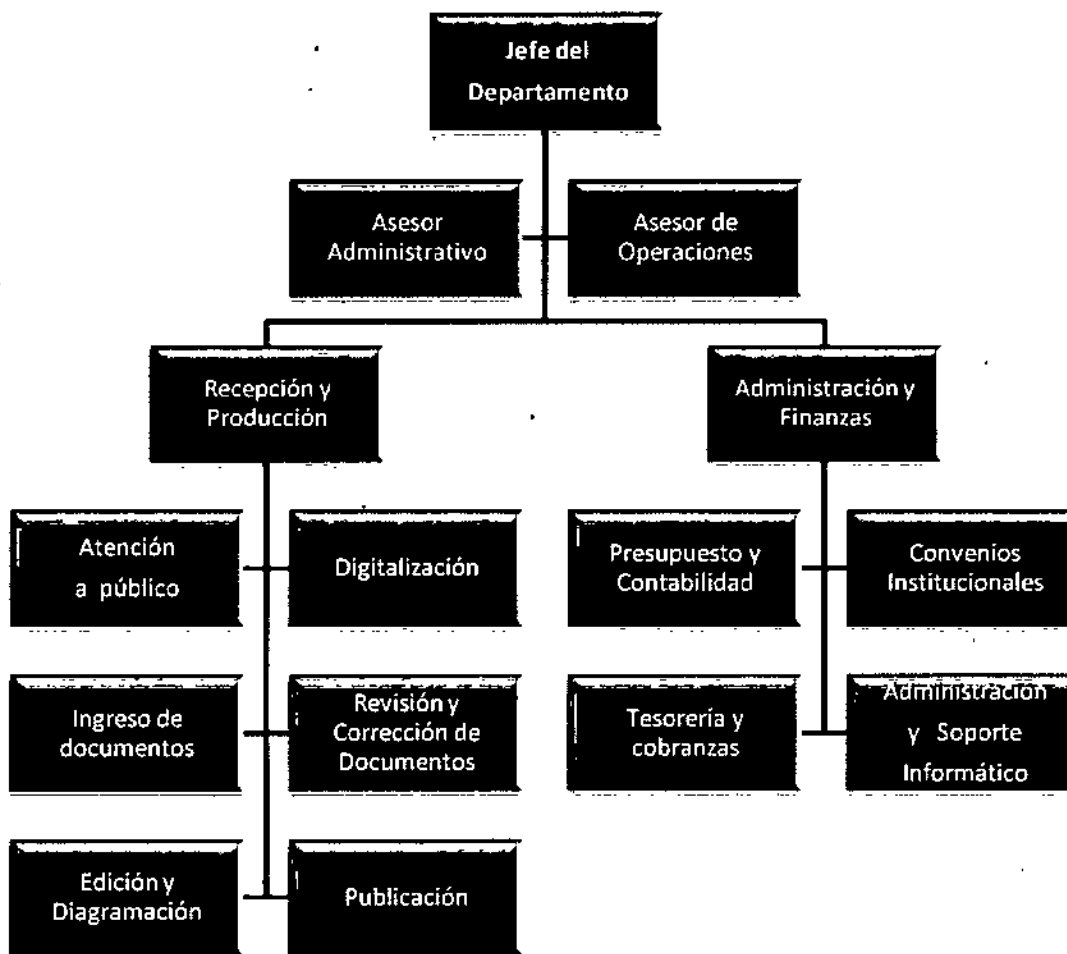 Jefe del
Departamento
Asesor
Administrativo
Asesor de
Operaciones
Recepción y
Producción
Administración y
Finanzas
Atención
a público
Digitalización
Presupuesto y
Contabilidad
Convenios
Institucionales
Ingreso de
documentos
Revisión y
Corrección de
Documentos
Tesorería y
cobranzas
Administración
y Soporte
Informático
Edición y
Diagramación
Publicación